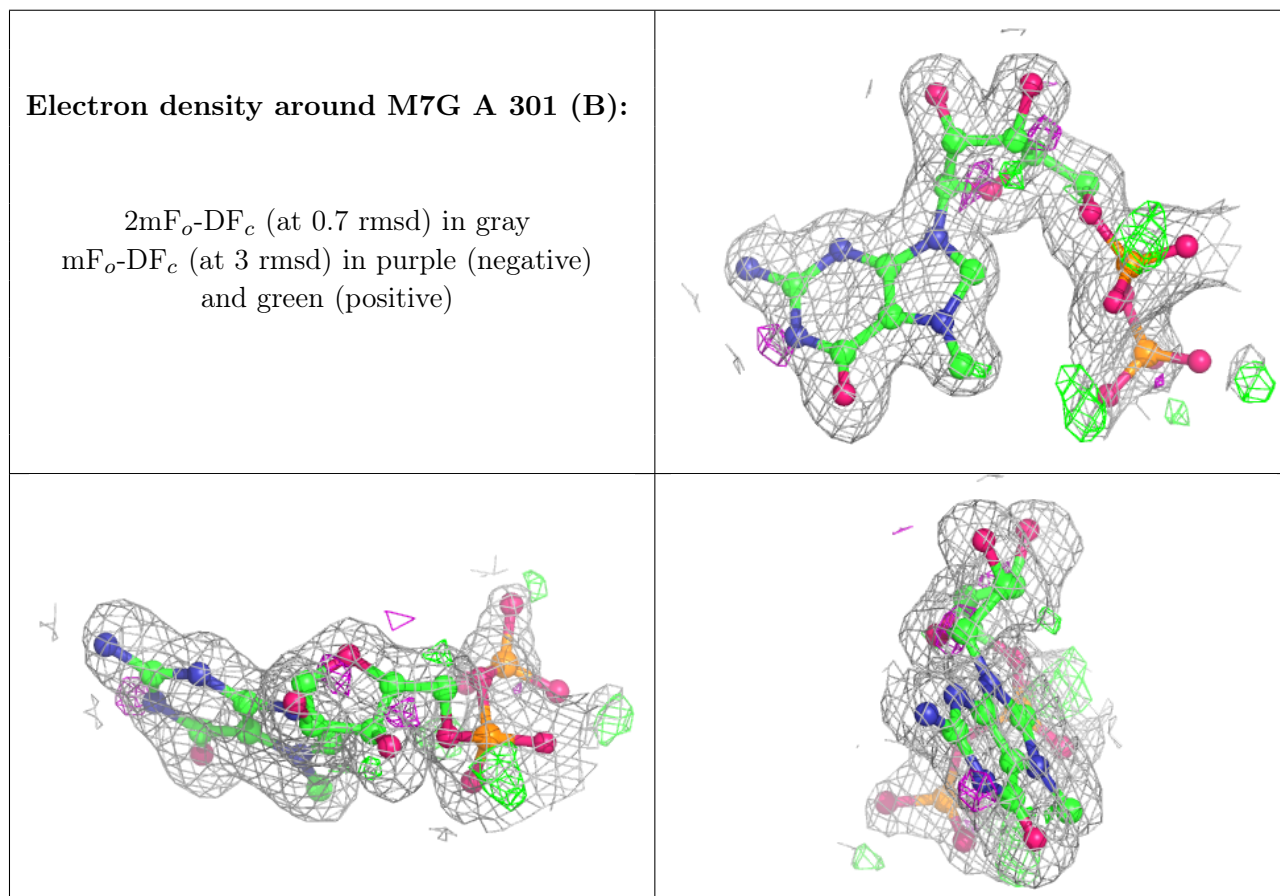 Electron density around M7G A 301 (B):
2mFo-DFc (at 0.7 rmsd) in gray
mFo-DFc (at 3 rmsd) in purple (negative)
and green (positive)